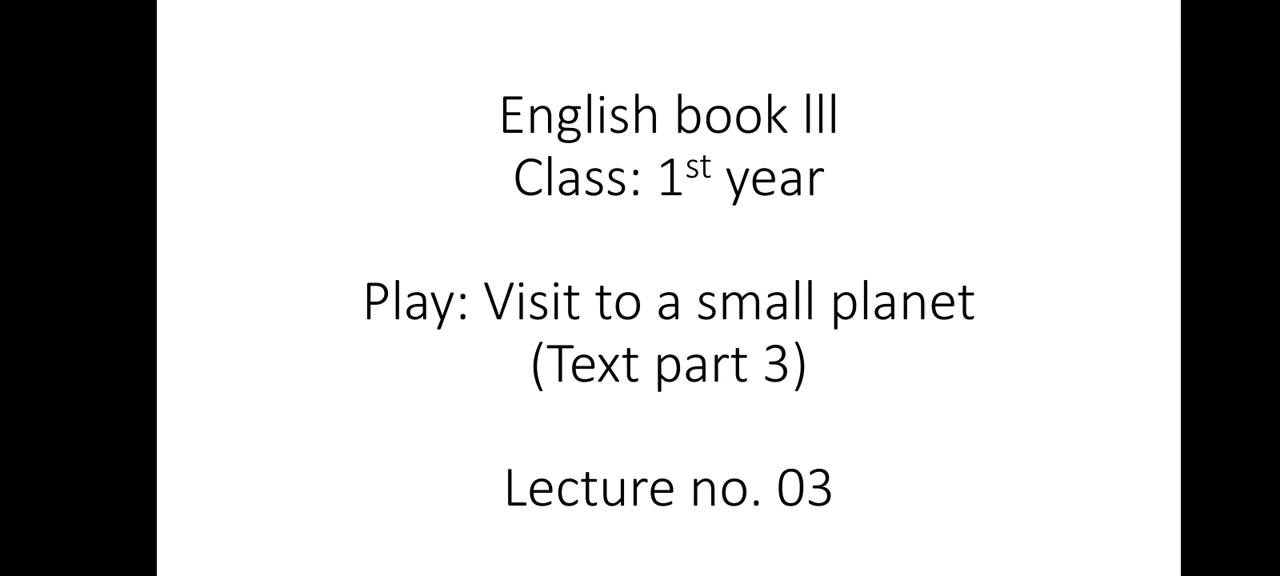 English book lll
Class: 1st year
Play: Visit to a small planet
(Text part 3)
Lecture no. 03